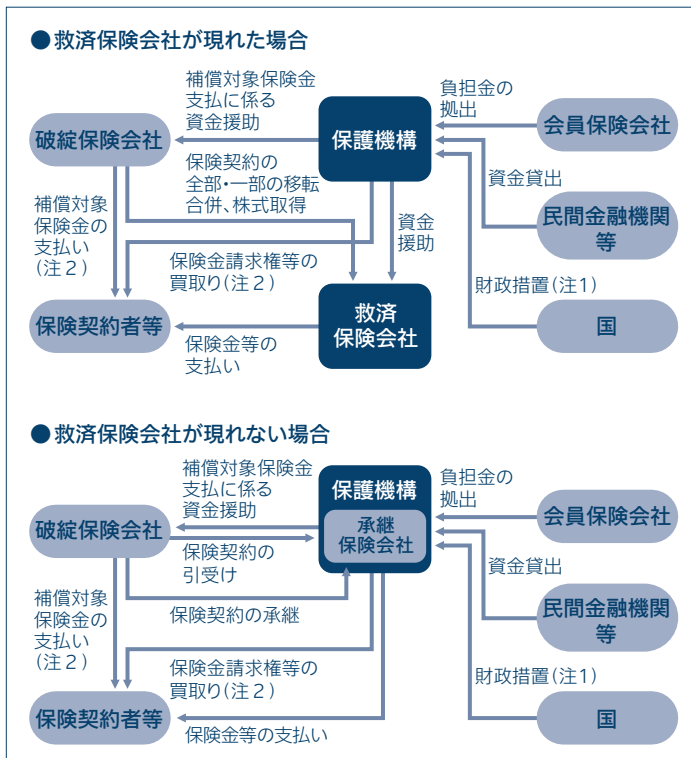 ●救済保険会社が現れた場合
補償対象保険金
支払に係る
資金援助
負担金の
拠出
破綻保険会社
保護機構
会員保険会社
保険契約の
全部・一部の移転
合併、株式取得
資金貸出
補償対象
保険金の
支払い
(注2)
資金
援助
民間金融機関
等
保険金請求権等の
買取り(注2)
財政措置(注1)
保険契約者等
救済
保険会社
国
保険金等の
支払い
●救済保険会社が現れない場合
補償対象保険金
支払に係る
資金援助
負担金の
拠出
保護機構
承継
保険会社
破綻保険会社
会員保険会社
保険契約の
引受け
資金貸出
補償対象
保険金の
支払い
(注2)
保険契約の承継
民間金融機関
等
保険金請求権等の
買取り(注2)
財政措置(注1)
保険契約者等
国
保険金等の支払い